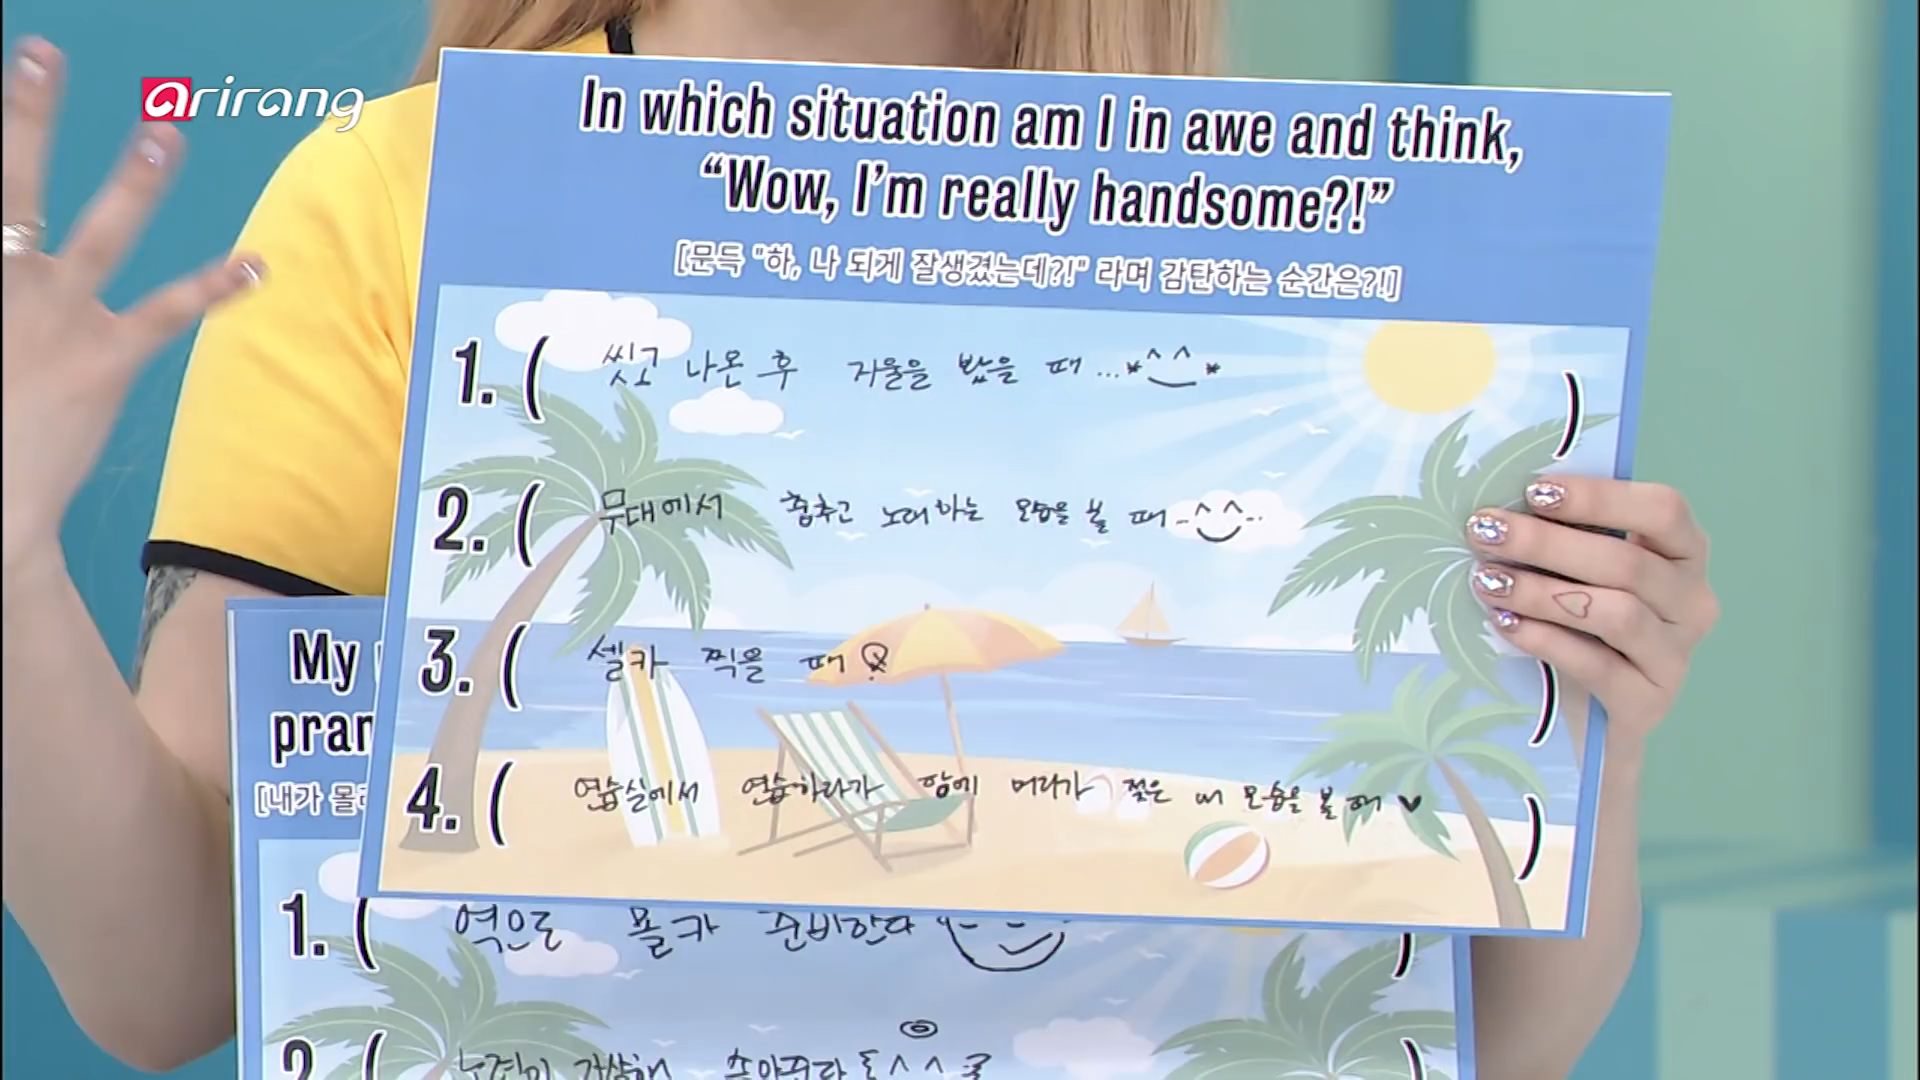 arirang
In which situation am I in awe and think,
“Wow, I'm really handsome?!”
[문득 "하, 나 되게 잘생겼는데?!" 라며 감탄하는 순간은?!]
1. ( 씻고 나온 후 거울을 봤을 때... *^‿^* )
2. ( 무대에서 춤추고 노래하는 모습을 볼 때 ^‿^ )
3. ( 셀카 찍을 때 )
4. ( 연습실에서 연습하다가 땀에 머리가 젖은 내 모습을 볼 때 ♥ )
My
pran
[내가 몰
1. ( 역으로 몰카 준비한다 )
2. (